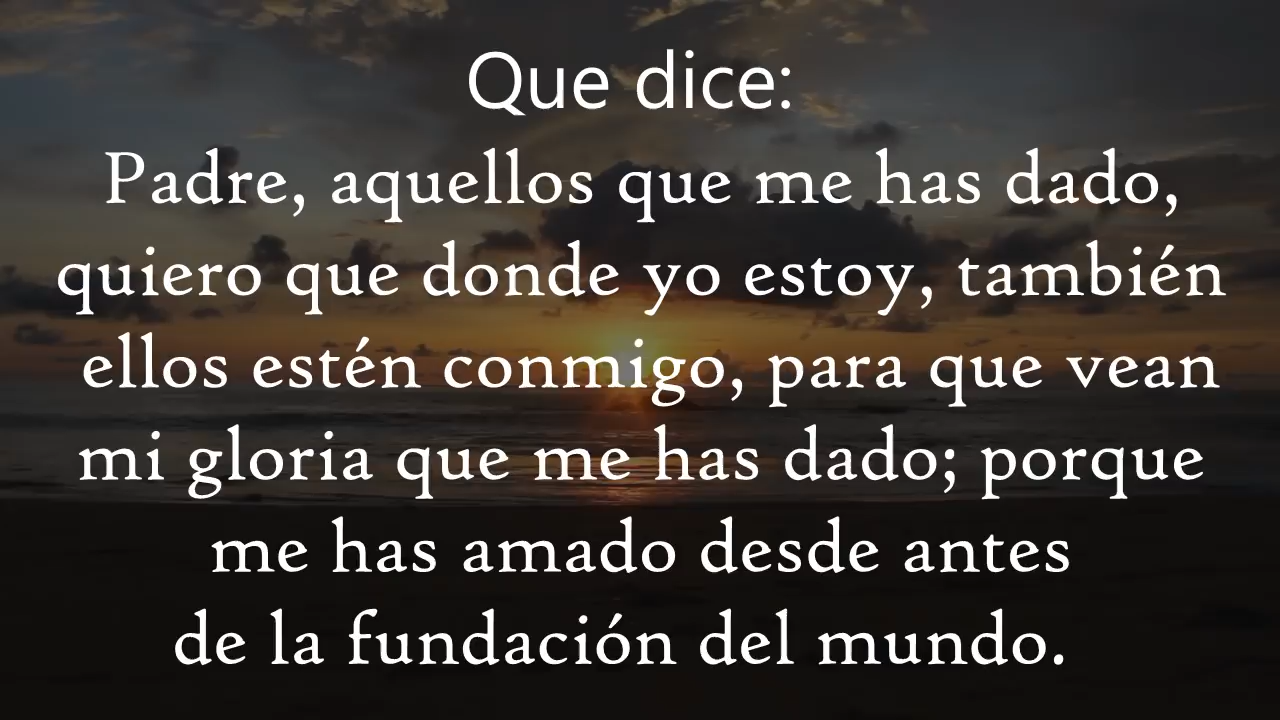 Que dice:
Padre, aquellos que me has dado,
quiero que donde yo estoy, también
ellos estén conmigo, para que vean
mi gloria que me has dado; porque
me has amado desde antes
de la fundación del mundo.